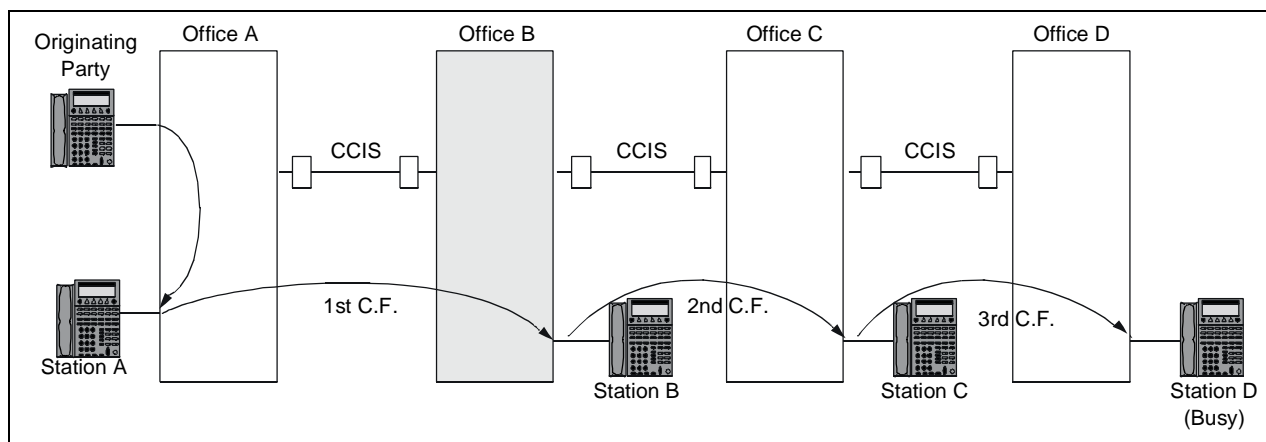 Originating
Party
Office A
Office B
Office C
Office D
CCIS
CCIS
CCIS
1st C.F.
2nd C.F.
3rd C.F.
Station A
Station B
Station C
Station D
(Busy)